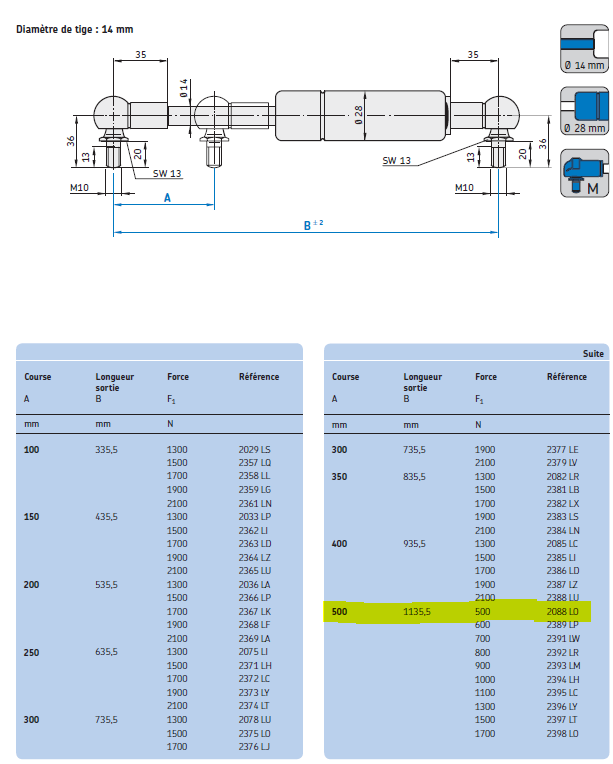 Diamètre de tige : 14 mm
35
35
Ø 14
Ø 28
36
13
20
SW 13
M10
SW 13
M10
13
20
36
A
B ± 2
Ø 14 mm
Ø 28 mm
M
Course Longueur sortie Force Référence
A B F1
mm mm N
100 335,5 1300 2029 LS
1500 2357 LQ
1700 2358 LL
1900 2359 LG
2100 2361 LN
150 435,5 1300 2033 LP
1500 2362 LI
1700 2363 LD
1900 2364 LZ
2100 2365 LU
200 535,5 1300 2036 LA
1500 2366 LP
1700 2367 LK
1900 2368 LF
2100 2369 LA
250 635,5 1300 2075 LI
1500 2371 LH
1700 2372 LC
1900 2373 LY
2100 2374 LT
300 735,5 1300 2078 LU
1500 2375 LO
1700 2376 LJ
Suite
Course Longueur sortie Force Référence
A B F1
mm mm N
300 735,5 1900 2377 LE
2100 2379 LV
350 835,5 1300 2082 LR
1500 2381 LB
1700 2382 LX
1900 2383 LS
2100 2384 LN
400 935,5 1300 2085 LC
1500 2385 LI
1700 2386 LD
1900 2387 LZ
2100 2388 LU
500 1135,5 500 2088 LO
600 2389 LP
700 2391 LW
800 2392 LR
900 2393 LM
1000 2394 LH
1100 2395 LC
1300 2396 LY
1500 2397 LT
1700 2398 LO